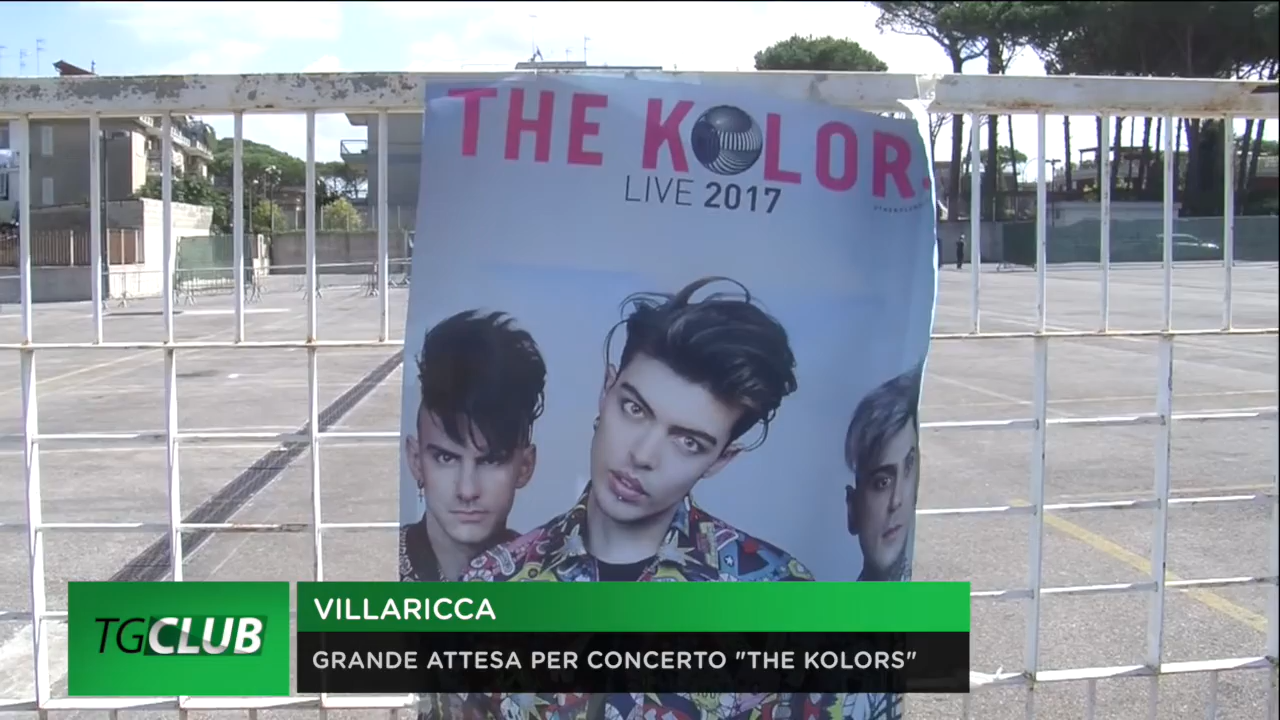 THE KOLOR
LIVE 2017
VILLARICCA
TGCLUB
GRANDE ATTESA PER CONCERTO "THE KOLORS"